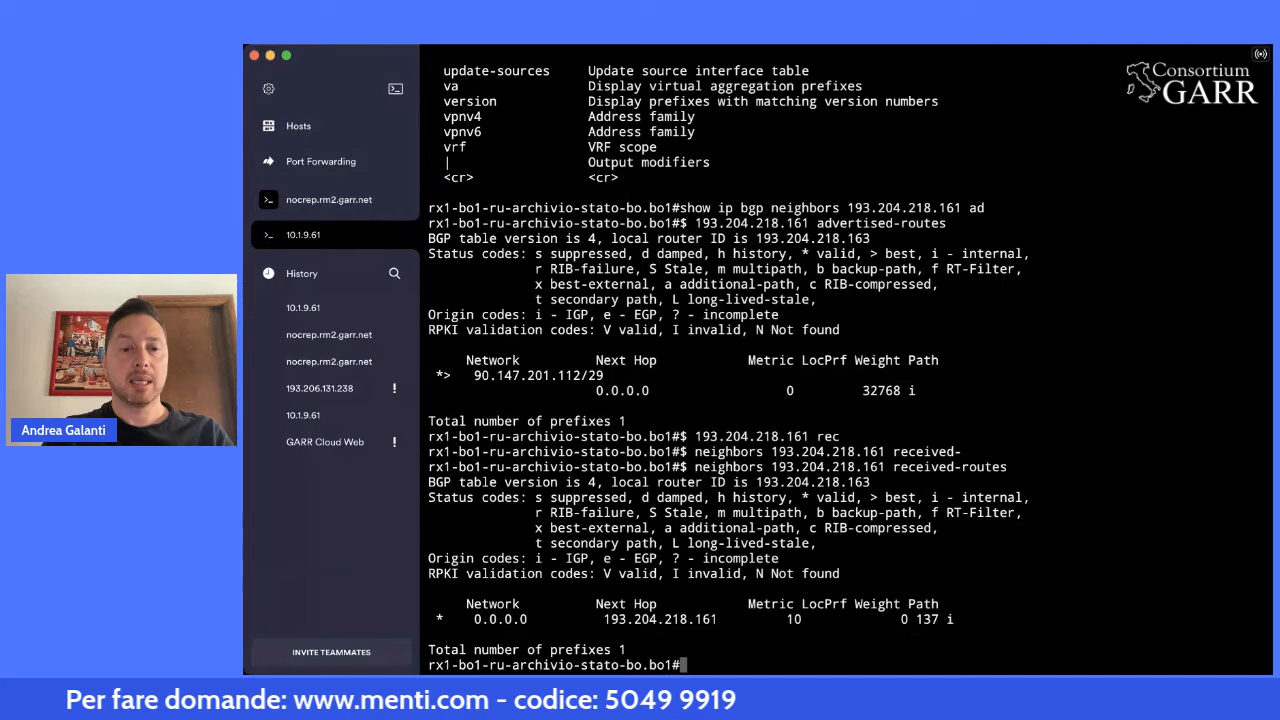 Consortium
GARR
Hosts
Port Forwarding
nocrep.rm2.garr.net
10.1.9.61
History
10.1.9.61
nocrep.rm2.garr.net
nocrep.rm2.garr.net
193.206.131.238 !
10.1.9.61
GARR Cloud Web !
INVITE TEAMMATES
update-sources Update source interface table
va Display virtual aggregation prefixes
version Display prefixes with matching version numbers
vpnv4 Address family
vpnv6 Address family
vrf VRF scope
| Output modifiers
<cr> <cr>
rx1-bo1-ru-archivio-stato-bo.bo1#show ip bgp neighbors 193.204.218.161 ad
rx1-bo1-ru-archivio-stato-bo.bo1#$ 193.204.218.161 advertised-routes
BGP table version is 4, local router ID is 193.204.218.163
Status codes: s suppressed, d damped, h history, * valid, > best, i - internal,
r RIB-failure, S Stale, m multipath, b backup-path, f RT-Filter,
x best-external, a additional-path, c RIB-compressed,
t secondary path, L long-lived-stale,
Origin codes: i - IGP, e - EGP, ? - incomplete
RPKI validation codes: V valid, I invalid, N Not found
Network Next Hop Metric LocPrf Weight Path
*> 90.147.201.112/29
0.0.0.0 0 32768 i
Total number of prefixes 1
rx1-bo1-ru-archivio-stato-bo.bo1#$ 193.204.218.161 rec
rx1-bo1-ru-archivio-stato-bo.bo1#$ neighbors 193.204.218.161 received-
rx1-bo1-ru-archivio-stato-bo.bo1#$ neighbors 193.204.218.161 received-routes
BGP table version is 4, local router ID is 193.204.218.163
Status codes: s suppressed, d damped, h history, * valid, > best, i - internal,
r RIB-failure, S Stale, m multipath, b backup-path, f RT-Filter,
x best-external, a additional-path, c RIB-compressed,
t secondary path, L long-lived-stale,
Origin codes: i - IGP, e - EGP, ? - incomplete
RPKI validation codes: V valid, I invalid, N Not found
Network Next Hop Metric LocPrf Weight Path
* 0.0.0.0 193.204.218.161 10 0 137 i
Total number of prefixes 1
rx1-bo1-ru-archivio-stato-bo.bo1#
Andrea Galanti
Per fare domande: www.menti.com - codice: 5049 9919